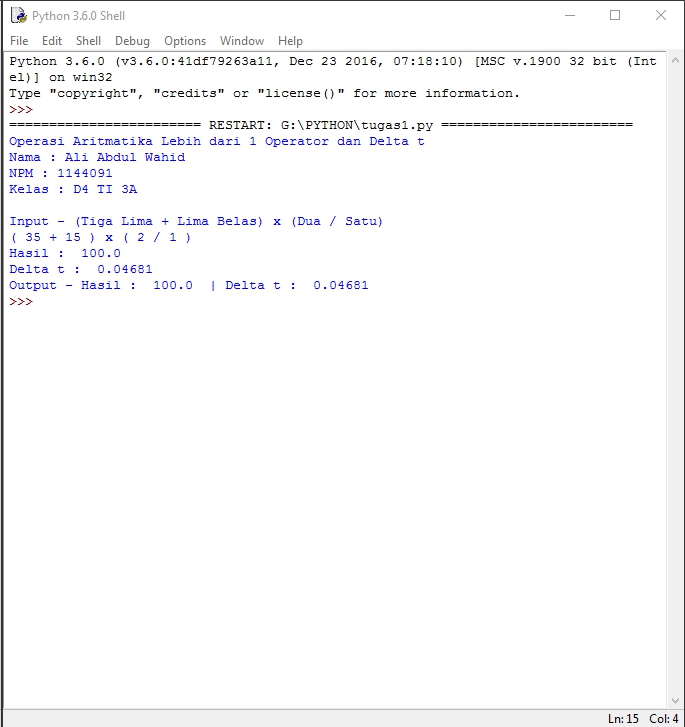 Python 3.6.0 Shell
File Edit Shell Debug Options Window Help
Python 3.6.0 (v3.6.0:41df79263a11, Dec 23 2016, 07:18:10) [MSC v.1900 32 bit (Int
el)] on win32
Type "copyright", "credits" or "license()" for more information.
>>>
======================== RESTART: G:\PYTHON\tugas1.py ========================
Operasi Aritmatika Lebih dari 1 Operator dan Delta t
Nama : Ali Abdul Wahid
NPM : 1144091
Kelas : D4 TI 3A
Input - (Tiga Lima + Lima Belas) x (Dua / Satu)
( 35 + 15 ) x ( 2 / 1 )
Hasil :  100.0
Delta t :  0.04681
Output - Hasil :  100.0  | Delta t :  0.04681
>>>
Ln: 15 Col: 4